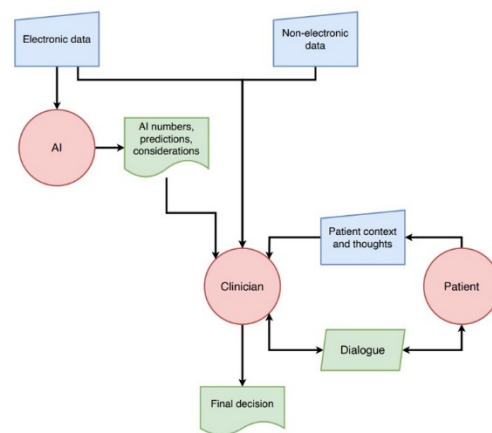 Electronic data
Non-electronic
data
AI
AI numbers,
predictions,
considerations
Patient context
and thoughts
Clinician
Patient
Dialogue
Final decision